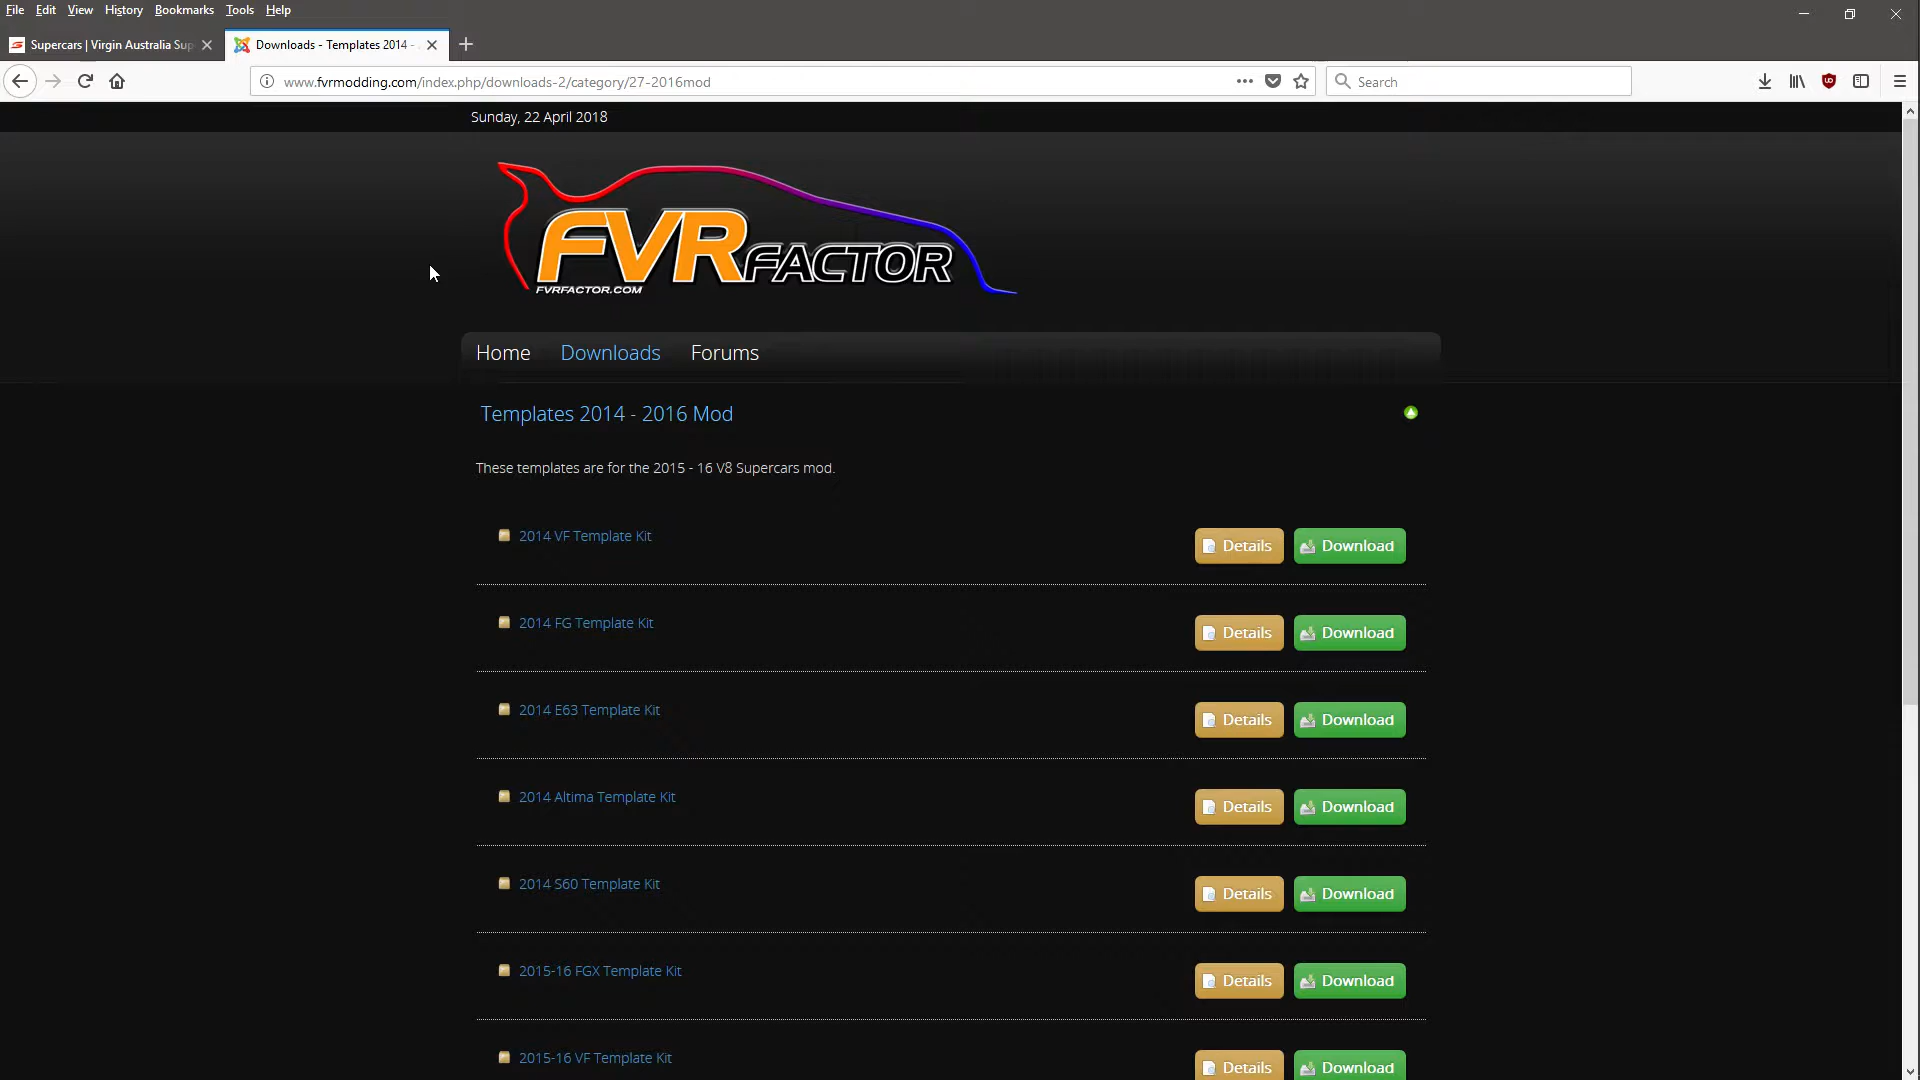 File Edit View History Bookmarks Tools Help
Supercars | Virgin Australia Sup
Downloads - Templates 2014 -
www.fvrmodding.com/index.php/downloads-2/category/27-2016mod
Search
Sunday, 22 April 2018
FVRFACTOR
FVRFACTOR.COM
Home Downloads Forums
Templates 2014 - 2016 Mod
These templates are for the 2015 - 16 V8 Supercars mod.
2014 VF Template Kit Details Download
2014 FG Template Kit Details Download
2014 E63 Template Kit Details Download
2014 Altima Template Kit Details Download
2014 S60 Template Kit Details Download
2015-16 FGX Template Kit Details Download
2015-16 VF Template Kit Details Download